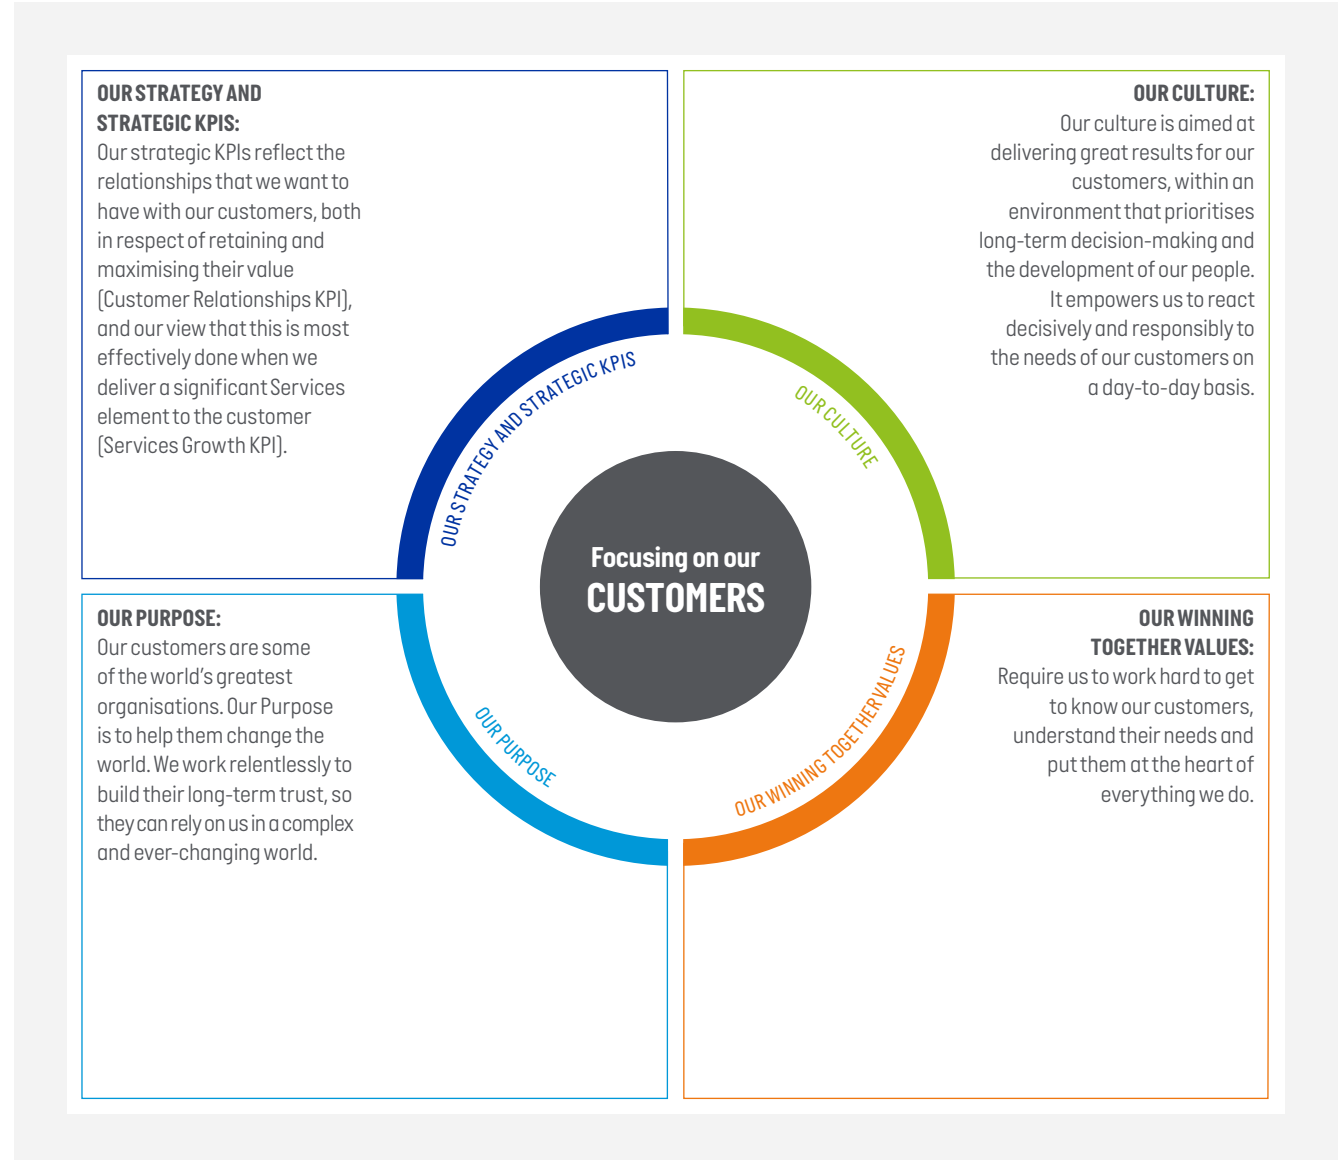 OUR STRATEGY AND
STRATEGIC KPIS:
Our strategic KPIs reflect the
relationships that we want to
have with our customers, both
in respect of retaining and
maximising their value
(Customer Relationships KPI),
and our view that this is most
effectively done when we
deliver a significant Services
element to the customer
(Services Growth KPI).
OUR CULTURE:
Our culture is aimed at
delivering great results for our
customers, within an
environment that prioritises
long-term decision-making and
the development of our people.
It empowers us to react
decisively and responsibly to
the needs of our customers on
a day-to-day basis.
OUR STRATEGY AND STRATEGIC KPIS
OUR CULTURE
Focusing on our
CUSTOMERS
OUR PURPOSE
OUR WINNING TOGETHER VALUES
OUR PURPOSE:
Our customers are some
of the world's greatest
organisations. Our Purpose
is to help them change the
world. We work relentlessly to
build their long-term trust, so
they can rely on us in a complex
and ever-changing world.
OUR WINNING
TOGETHER VALUES:
Require us to work hard to get
to know our customers,
understand their needs and
put them at the heart of
everything we do.